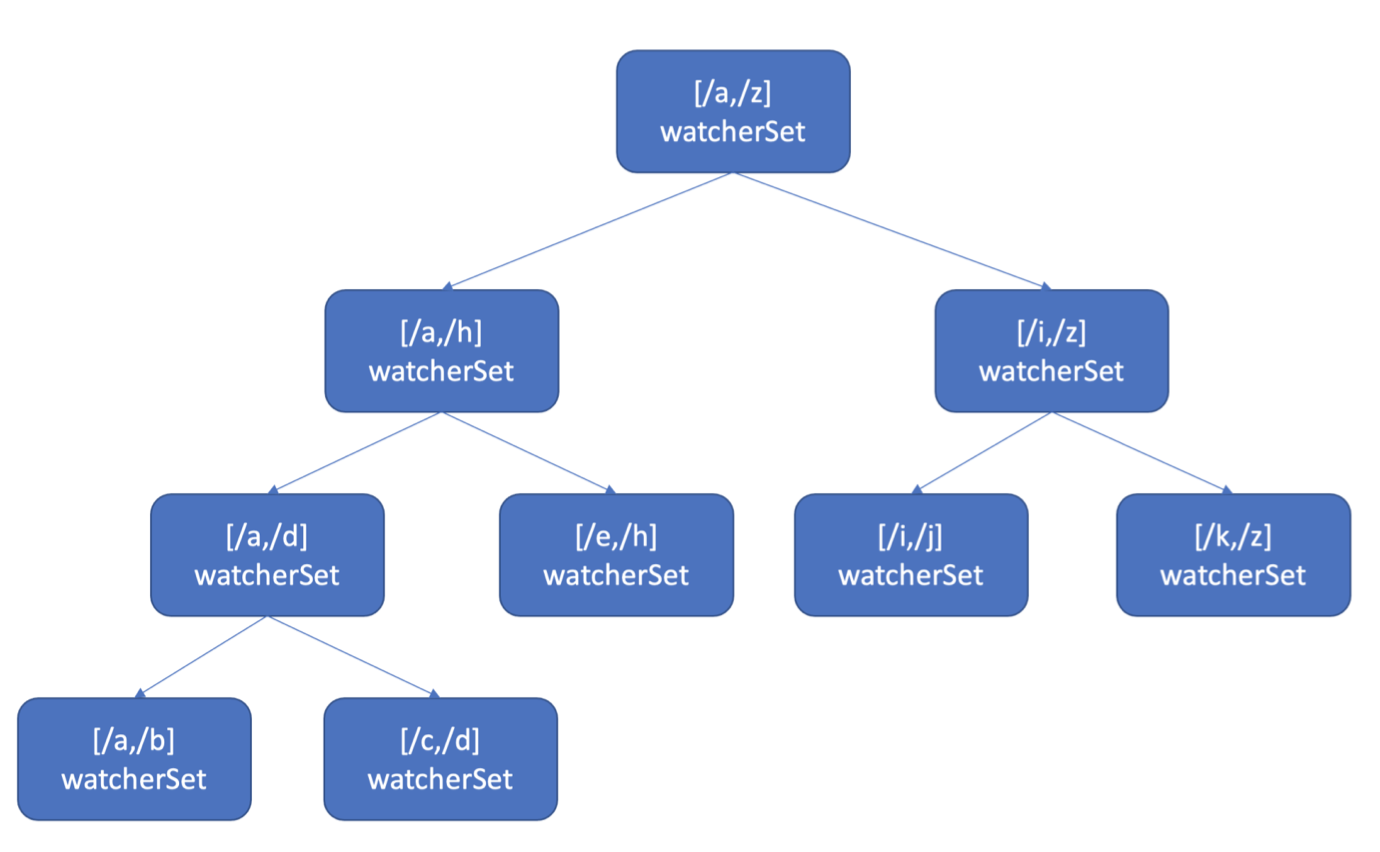 [/a,/z]
watcherSet
[/a,/h]
watcherSet
[/i,/z]
watcherSet
[/a,/d]
watcherSet
[/e,/h]
watcherSet
[/i,/j]
watcherSet
[/k,/z]
watcherSet
[/a,/b]
watcherSet
[/c,/d]
watcherSet